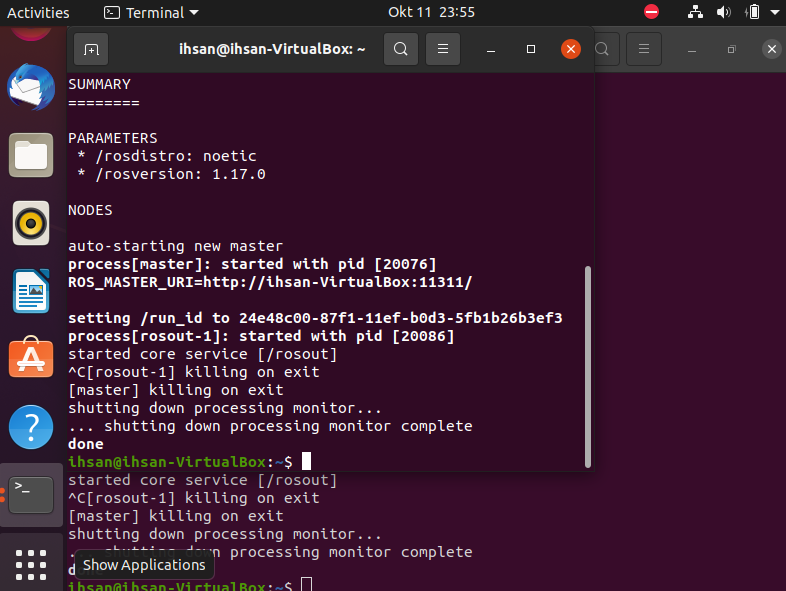 Activities
Terminal
Okt 11 23:55
ihsan@ihsan-VirtualBox: ~
SUMMARY
========
PARAMETERS
* /rosdistro: noetic
* /rosversion: 1.17.0
NODES
auto-starting new master
process[master]: started with pid [20076]
ROS_MASTER_URI=http://ihsan-VirtualBox:11311/
setting /run_id to 24e48c00-87f1-11ef-b0d3-5fb1b26b3ef3
process[rosout-1]: started with pid [20086]
started core service [/rosout]
^C[rosout-1] killing on exit
[master] killing on exit
shutting down processing monitor...
... shutting down processing monitor complete
done
ihsan@ihsan-VirtualBox:~$
started core service [/rosout]
^C[rosout-1] killing on exit
[master] killing on exit
shutting down processing monitor...
shutting down processing monitor complete
Show Applications
ihsan@ihsan-VirtualBox:~$